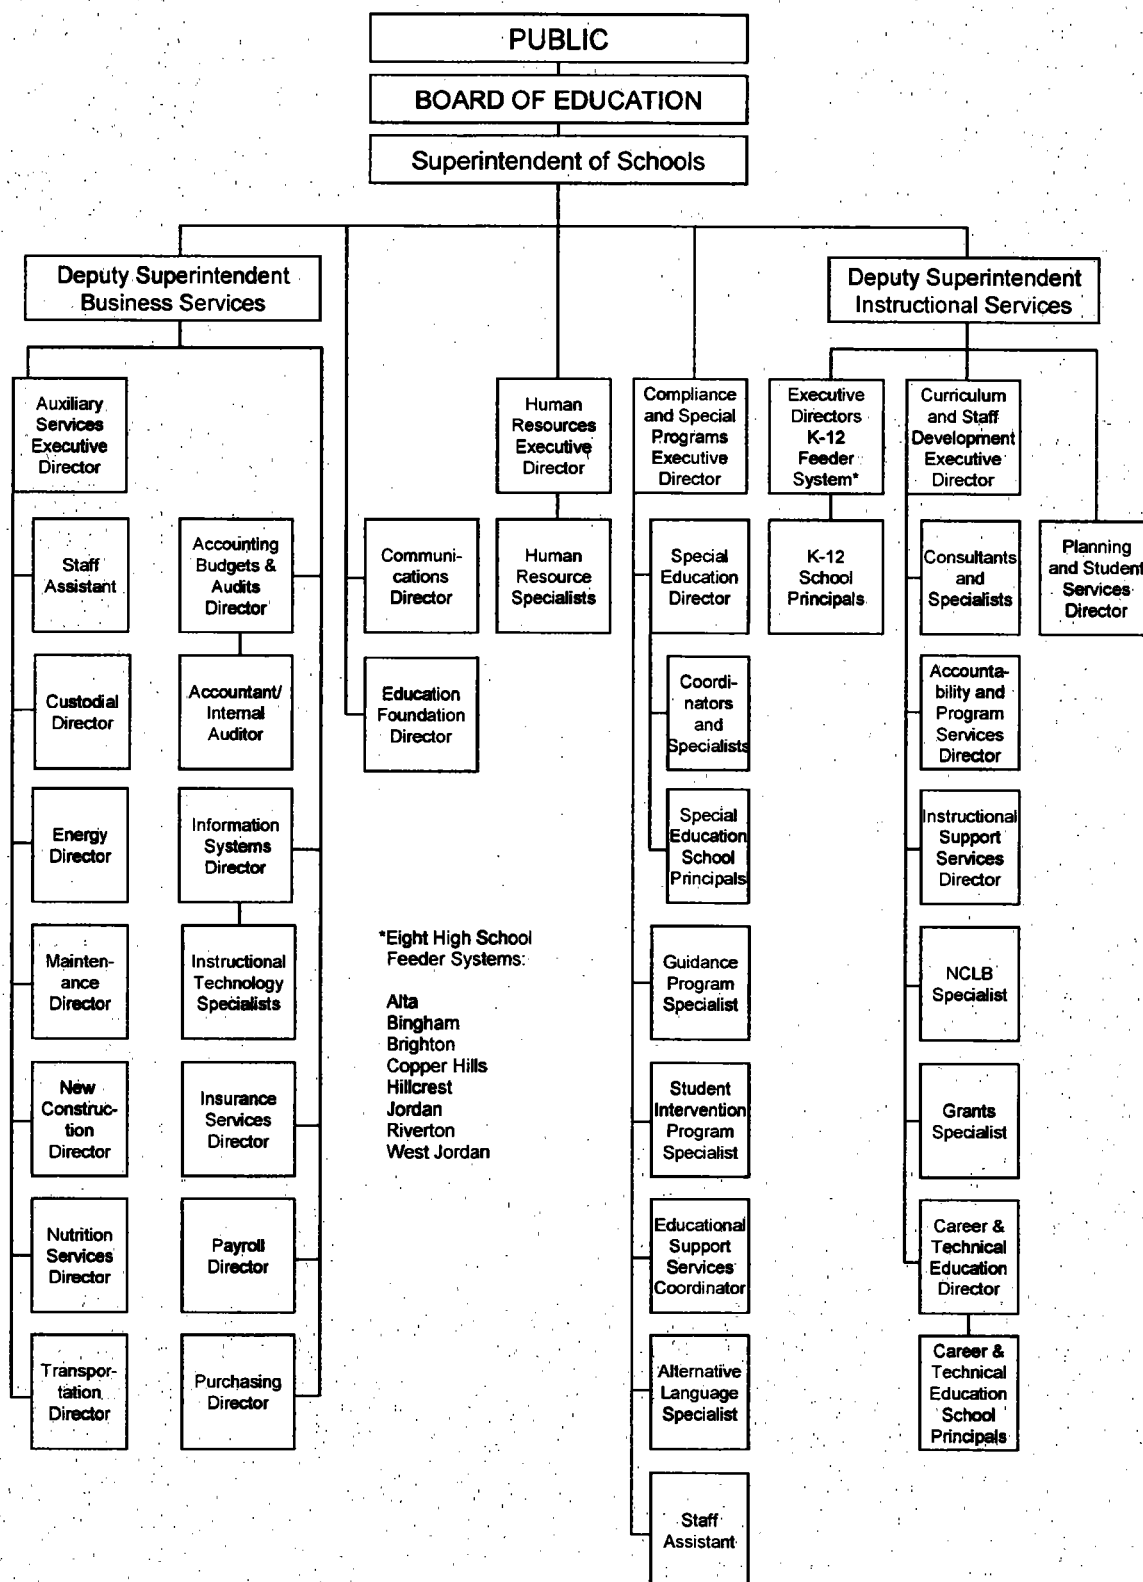 PUBLIC
BOARD OF EDUCATION
Superintendent of Schools
Deputy Superintendent
Business Services
Deputy Superintendent
Instructional Services
Auxiliary
Services
Executive
Director
Human
Resources
Executive
Director
Compliance
and Special
Programs
Executive
Director
Executive
Directors
K-12
Feeder
System*
Curriculum
and Staff
Development
Executive
Director
Staff
Assistant
Accounting
Budgets &
Audits
Director
Communi-
cations
Director
Human
Resource
Specialists
Special
Education
Director
K-12
School
Principals
Consultants
and
Specialists
Planning
and Student
Services
Director
Custodial
Director
Accountant/
Internal
Auditor
Education
Foundation
Director
Coordi-
nators
and
Specialists
Accounta-
bility and
Program
Services
Director
Energy
Director
Information
Systems
Director
Special
Education
School
Principals
Instructional
Support
Services
Director
Mainten-
ance
Director
Instructional
Technology
Specialists
*Eight High School
Feeder Systems:
Alta
Bingham
Brighton
Copper Hills
Hillcrest
Jordan
Riverton
West Jordan
Guidance
Program
Specialist
NCLB
Specialist
New
Construc-
tion
Director
Insurance
Services
Director
Student
Intervention
Program
Specialist
Grants
Specialist
Nutrition
Services
Director
Payroll
Director
Educational
Support
Services
Coordinator
Career &
Technical
Education
Director
Transpor-
tation
Director
Purchasing
Director
Alternative
Language
Specialist
Career &
Technical
Education
School
Principals
Staff
Assistant